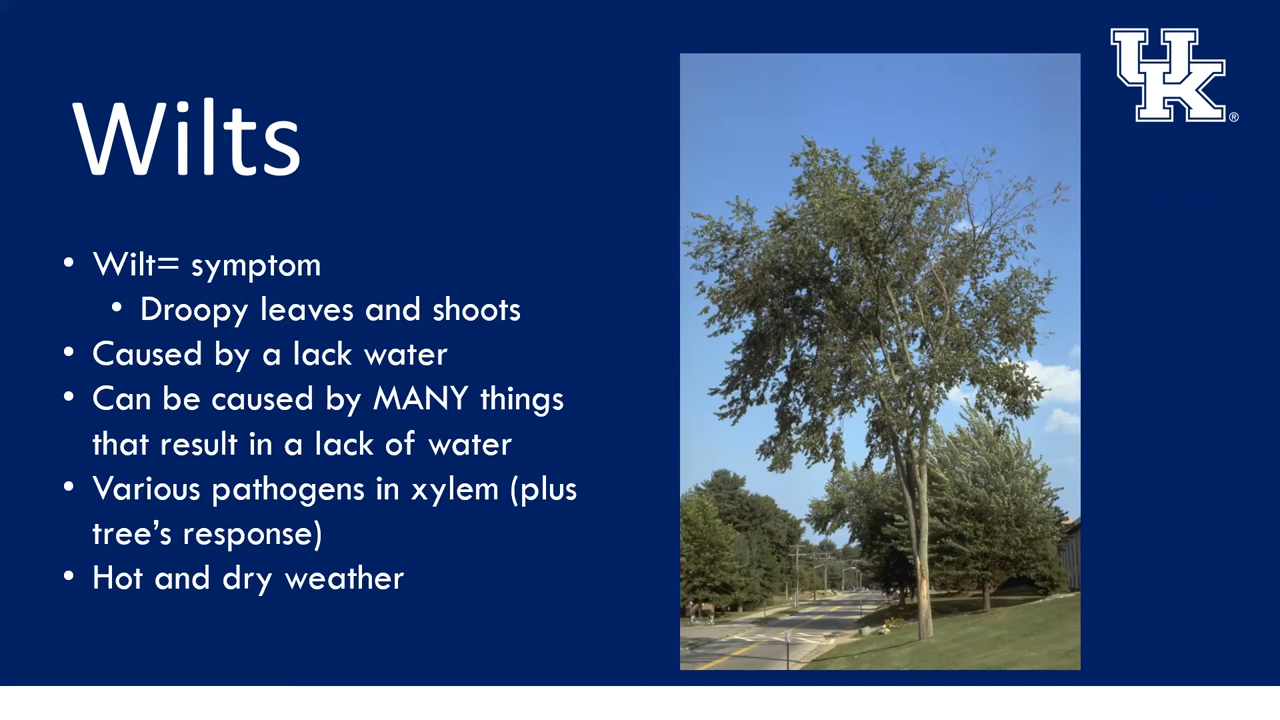 UK®
Wilts
• Wilt= symptom
• Droopy leaves and shoots
• Caused by a lack water
• Can be caused by MANY things
that result in a lack of water
• Various pathogens in xylem (plus
tree’s response)
• Hot and dry weather